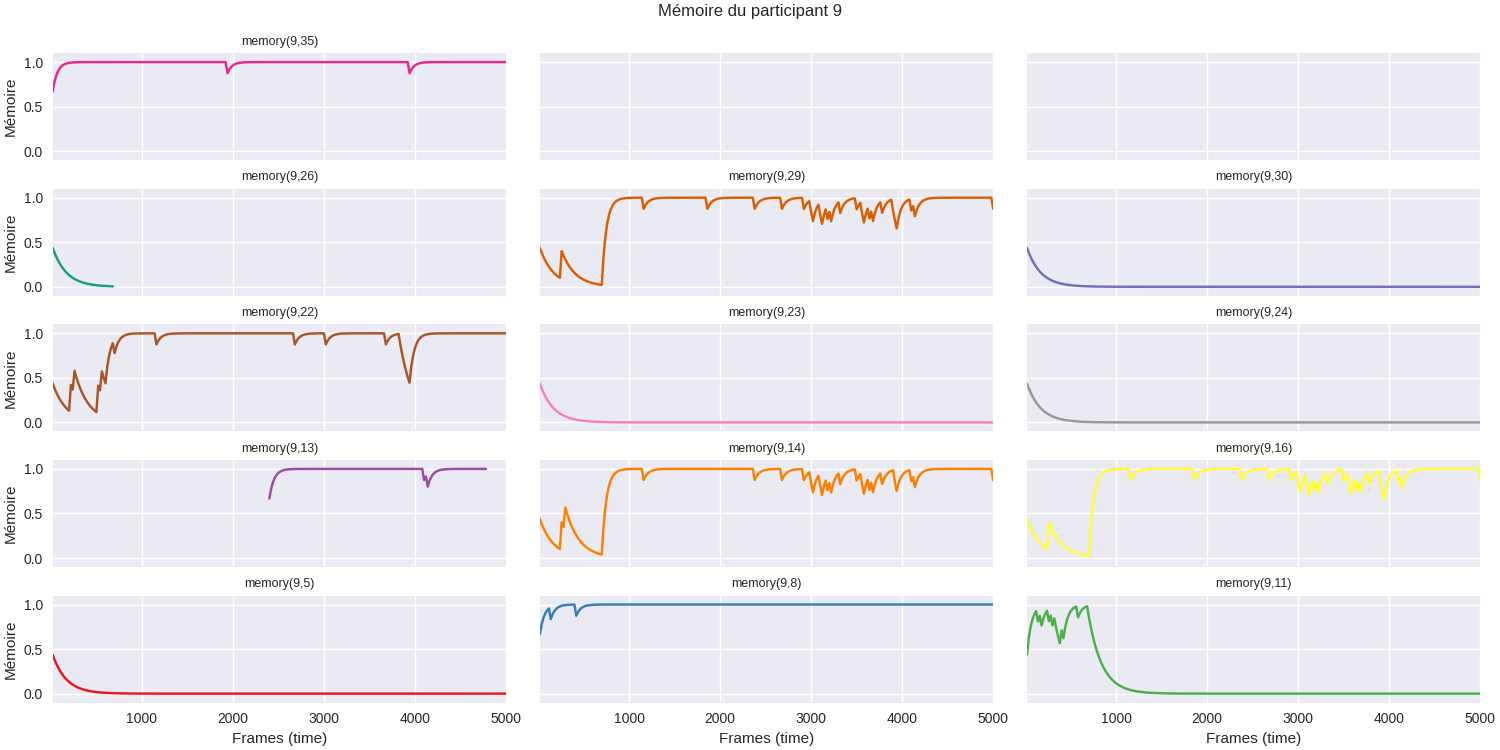 Mémoire du participant 9
memory(9,35)
Mémoire
1.0
0.5
0.0
memory(9,26) memory(9,29) memory(9,30)
Mémoire
1.0
0.5
0.0
memory(9,22) memory(9,23) memory(9,24)
Mémoire
1.0
0.5
0.0
memory(9,13) memory(9,14) memory(9,16)
Mémoire
1.0
0.5
0.0
memory(9,5) memory(9,8) memory(9,11)
Mémoire
1.0
0.5
0.0
1000 2000 3000 4000 5000 1000 2000 3000 4000 5000 1000 2000 3000 4000 5000
Frames (time) Frames (time) Frames (time)